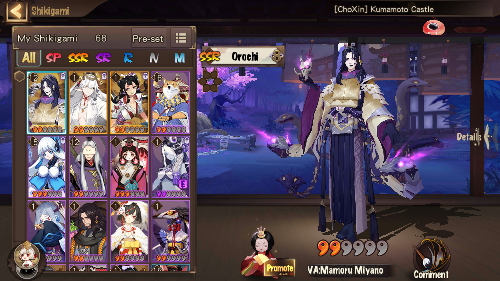 Shikigami
[ChoXin] Kumamoto Castle
My Shikigami 68 Pre-set
All SP SSR SR R N M
SSR Orochi
Details
Promote
VA:Mamoru Miyano
Comment